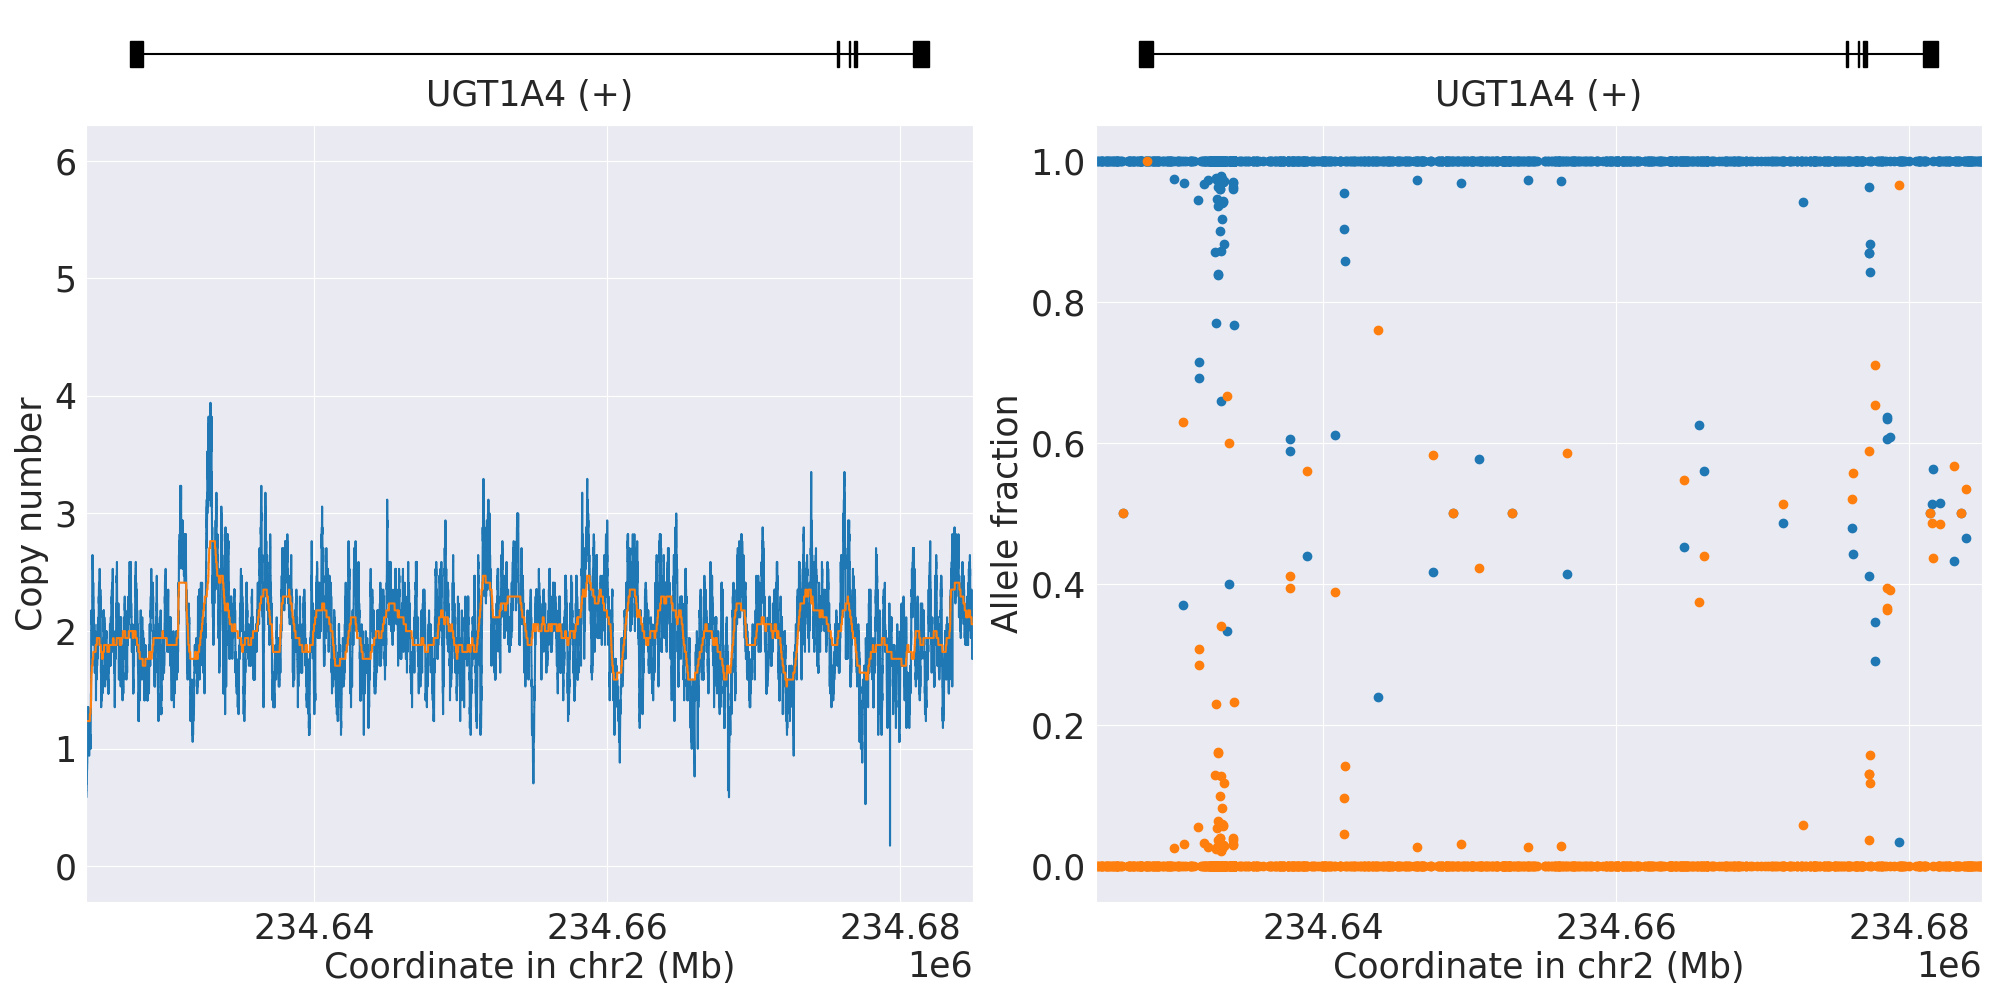 UGT1A4 (+)
UGT1A4 (+)
Copy number
6
5
4
3
2
1
0
234.64
234.66
234.68
Coordinate in chr2 (Mb)
1e6
Allele fraction
1.0
0.8
0.6
0.4
0.2
0.0
234.64
234.66
234.68
Coordinate in chr2 (Mb)
1e6